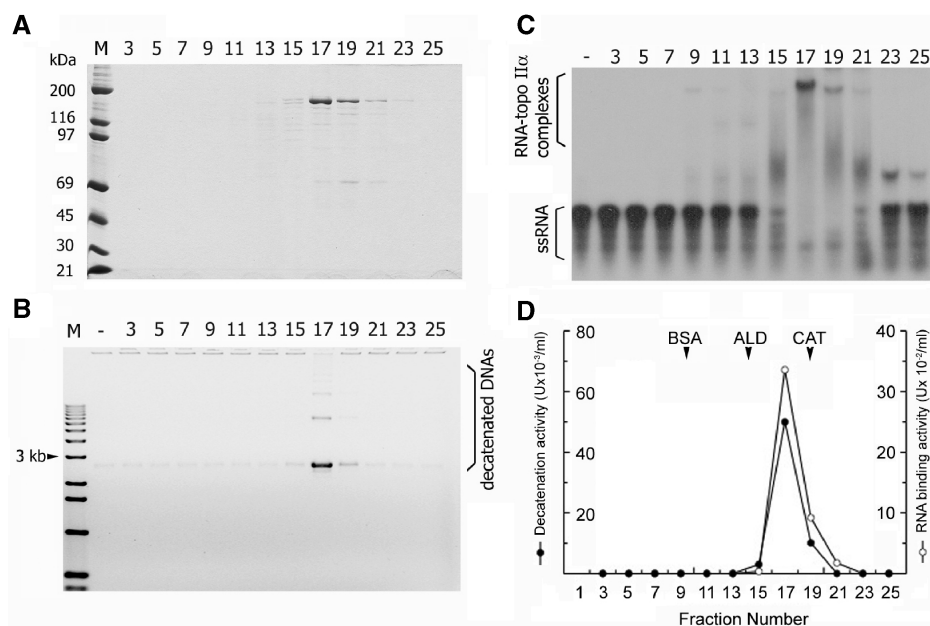 A
M 3 5 7 9 11 13 15 17 19 21 23 25
kDa
200
116
97
69
45
30
21
B
M - 3 5 7 9 11 13 15 17 19 21 23 25
3 kb
decatenated DNAs
C
- 3 5 7 9 11 13 15 17 19 21 23 25
RNA-topo IIα
complexes
ssRNA
D
BSA ALD CAT
80
60
40
20
Decatenation activity (Ux10⁻³/ml)
40
30
20
10
RNA binding activity (Ux 10⁻²/ml)
1 3 5 7 9 11 13 15 17 19 21 23 25
Fraction Number